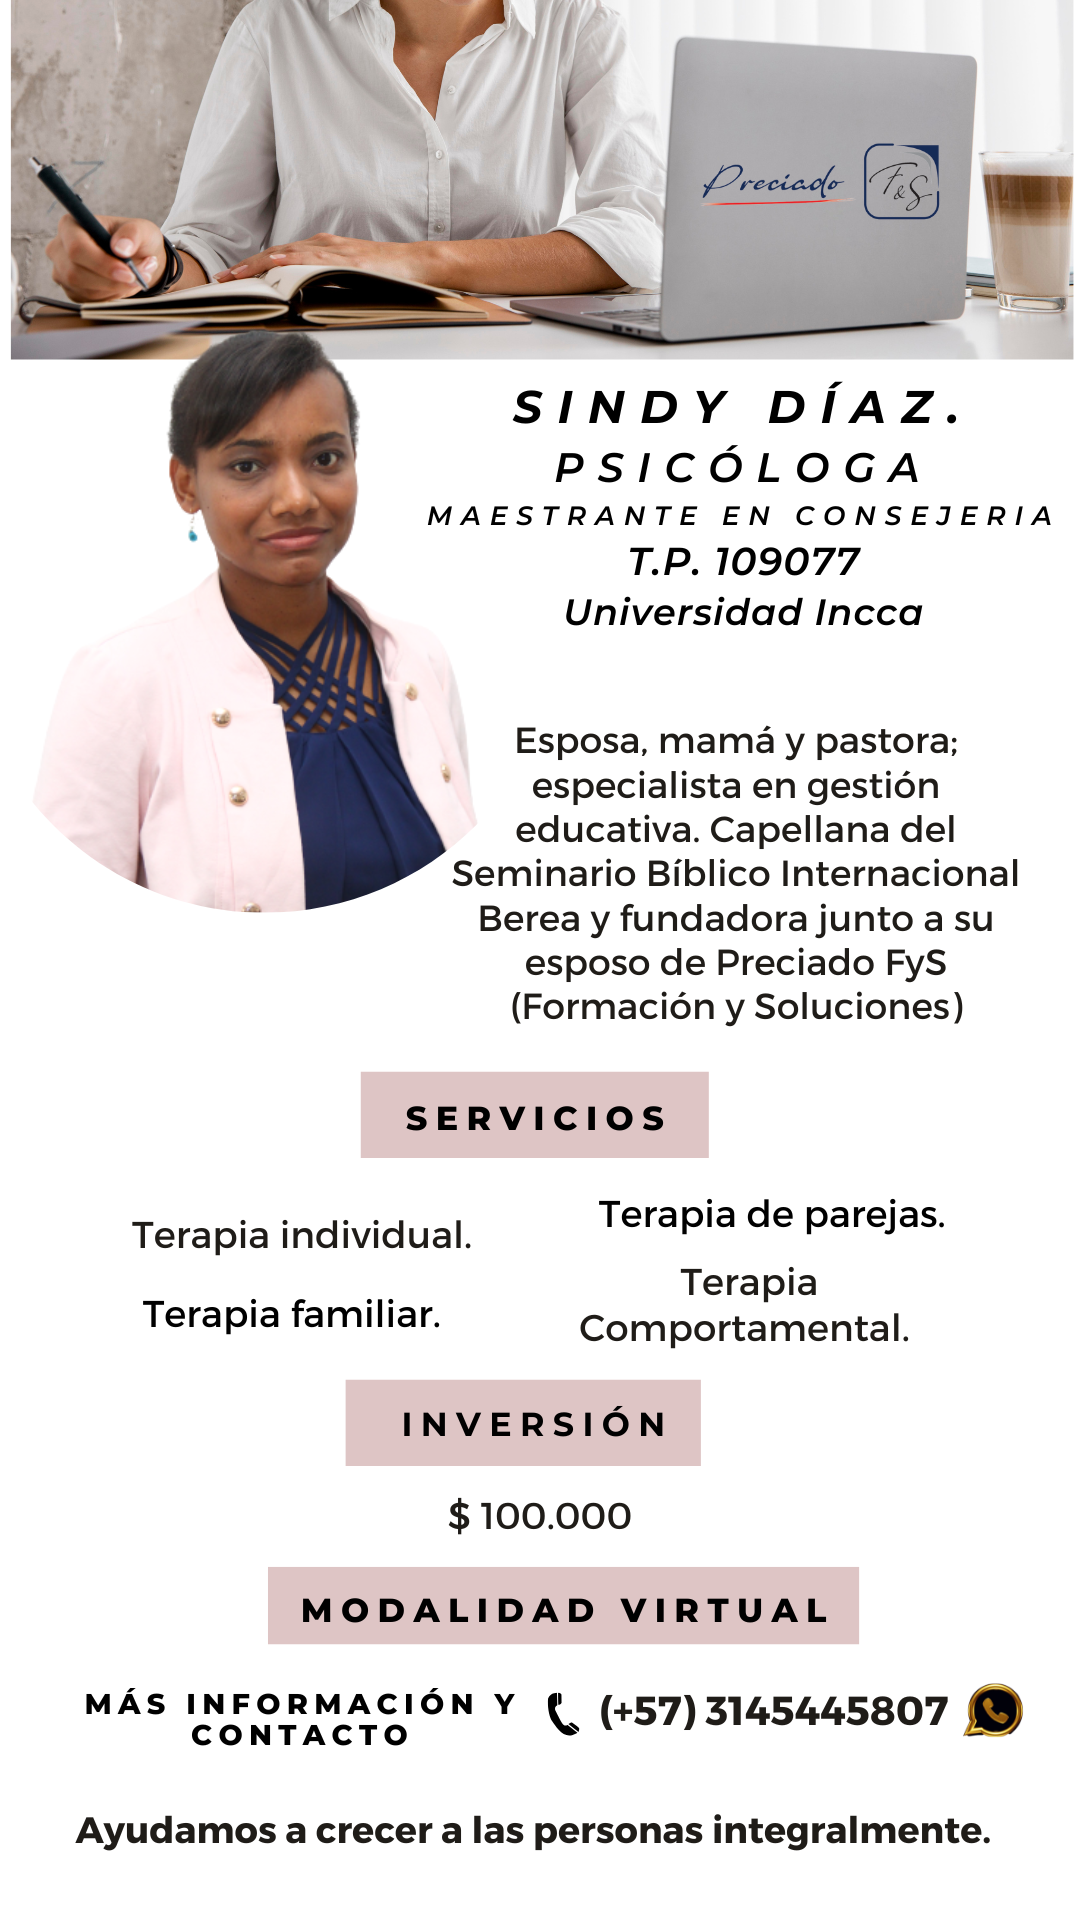 Preciado
F&S
SINDY DÍAZ.
PSICÓLOGA
MAESTRANTE EN CONSEJERIA
T.P. 109077
Universidad Incca
Esposa, mamá y pastora;
especialista en gestión
educativa. Capellana del
Seminario Bíblico Internacional
Berea y fundadora junto a su
esposo de Preciado FyS
(Formación y Soluciones)
SERVICIOS
Terapia individual.
Terapia familiar.
Terapia de parejas.
Terapia
Comportamental.
INVERSIÓN
$ 100.000
MODALIDAD VIRTUAL
MÁS INFORMACIÓN Y
CONTACTO
(+57) 3145445807
Ayudamos a crecer a las personas integralmente.